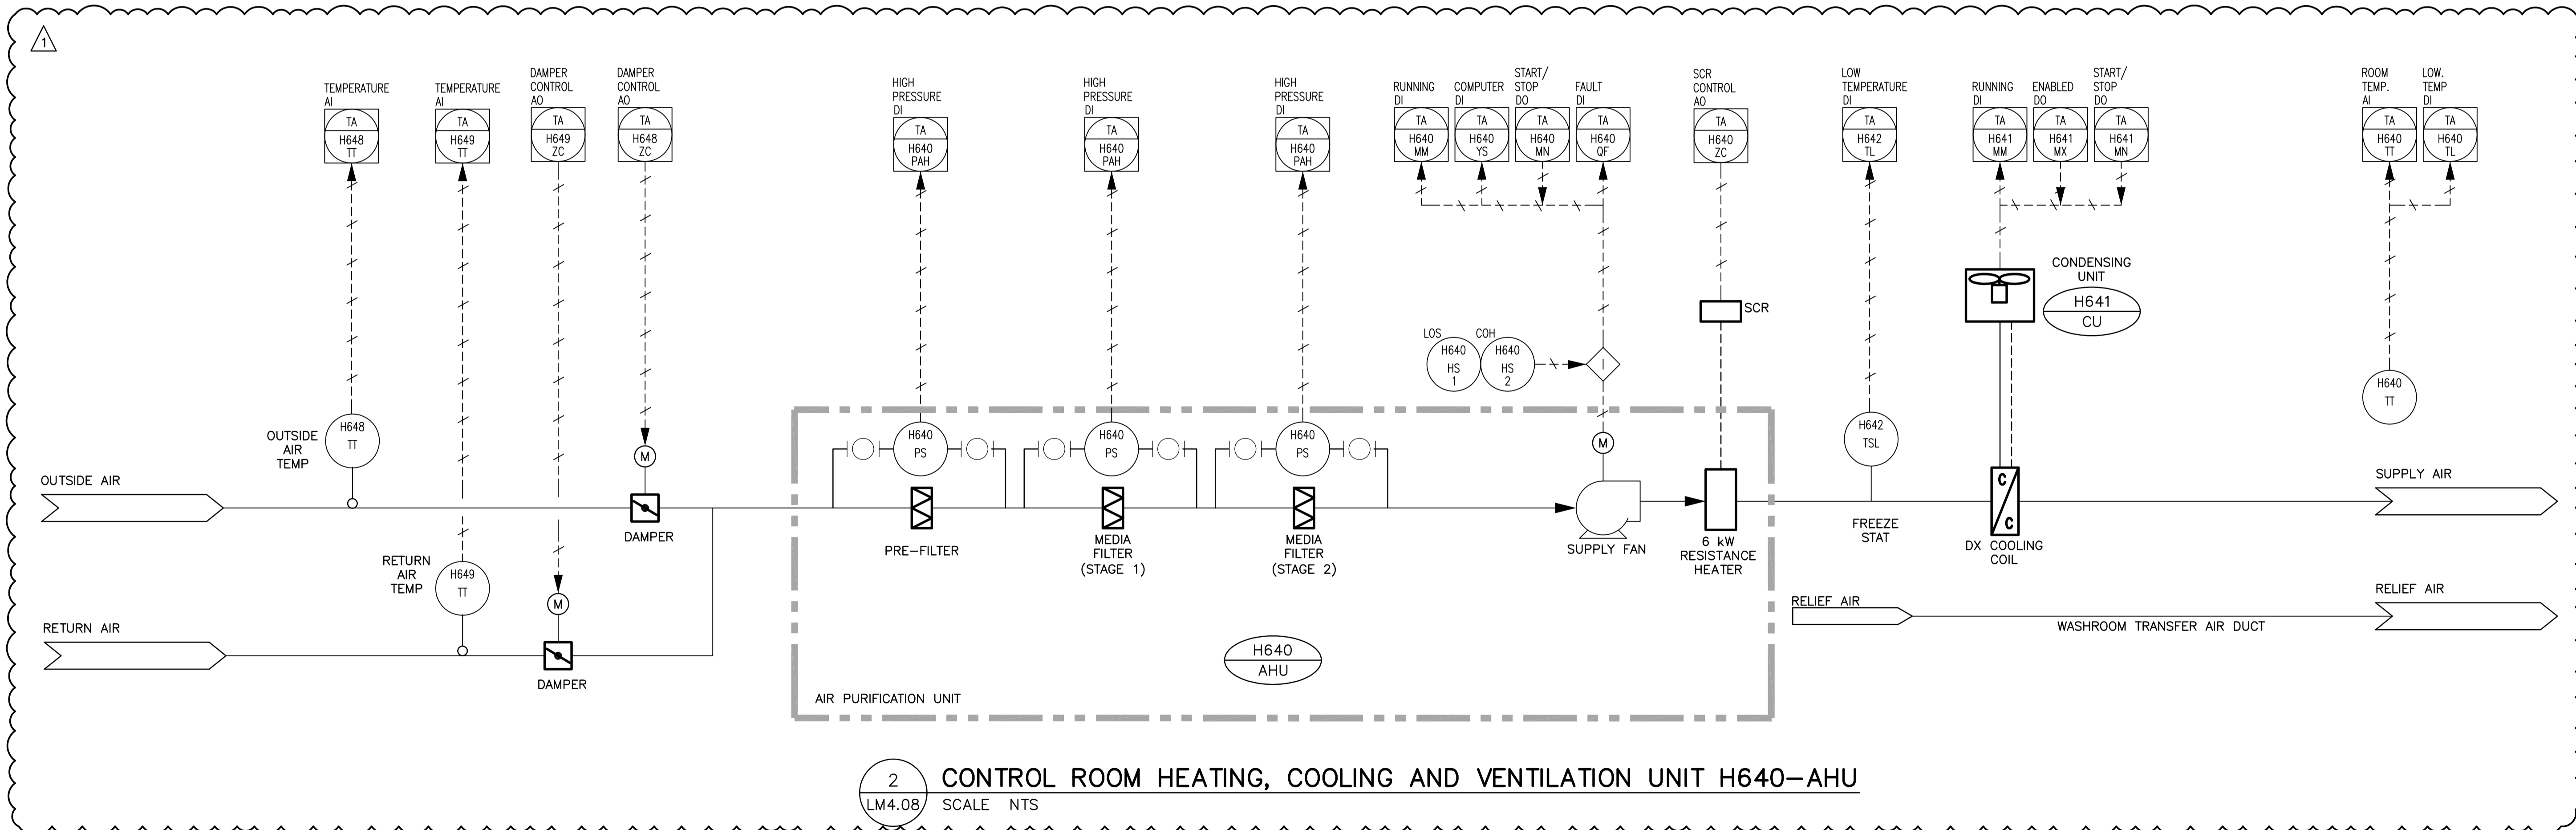 1
TEMPERATURE
AI
TA
H648
TT
TEMPERATURE
AI
TA
H649
TT
DAMPER
CONTROL
AO
TA
H649
ZC
DAMPER
CONTROL
AO
TA
H648
ZC
HIGH
PRESSURE
DI
TA
H640
PAH
HIGH
PRESSURE
DI
TA
H640
PAH
HIGH
PRESSURE
DI
TA
H640
PAH
RUNNING
DI
TA
H640
MM
COMPUTER
DI
TA
H640
YS
START/
STOP
DO
TA
H640
MN
FAULT
DI
TA
H640
QF
SCR
CONTROL
AO
TA
H640
ZC
LOW
TEMPERATURE
DI
TA
H642
TL
RUNNING
DI
TA
H641
MM
ENABLED
DO
TA
H641
MX
START/
STOP
DO
TA
H641
MN
ROOM
TEMP.
AI
TA
H640
TT
LOW.
TEMP
DI
TA
H640
TL
CONDENSING
UNIT
H641
CU
SCR
LOS
H640
HS
1
COH
H640
HS
2
I
H640
TT
OUTSIDE
AIR
TEMP
H648
TT
M
H640
PS
H640
PS
H640
PS
M
H642
TSL
OUTSIDE AIR
DAMPER
PRE-FILTER
MEDIA
FILTER
(STAGE 1)
MEDIA
FILTER
(STAGE 2)
SUPPLY FAN
6 kW
RESISTANCE
HEATER
FREEZE
STAT
C
C
DX COOLING
COIL
SUPPLY AIR
RETURN
AIR
TEMP
H649
TT
M
RETURN AIR
DAMPER
RELIEF AIR
WASHROOM TRANSFER AIR DUCT
RELIEF AIR
H640
AHU
AIR PURIFICATION UNIT
2
LM4.08
CONTROL ROOM HEATING, COOLING AND VENTILATION UNIT H640-AHU
SCALE NTS